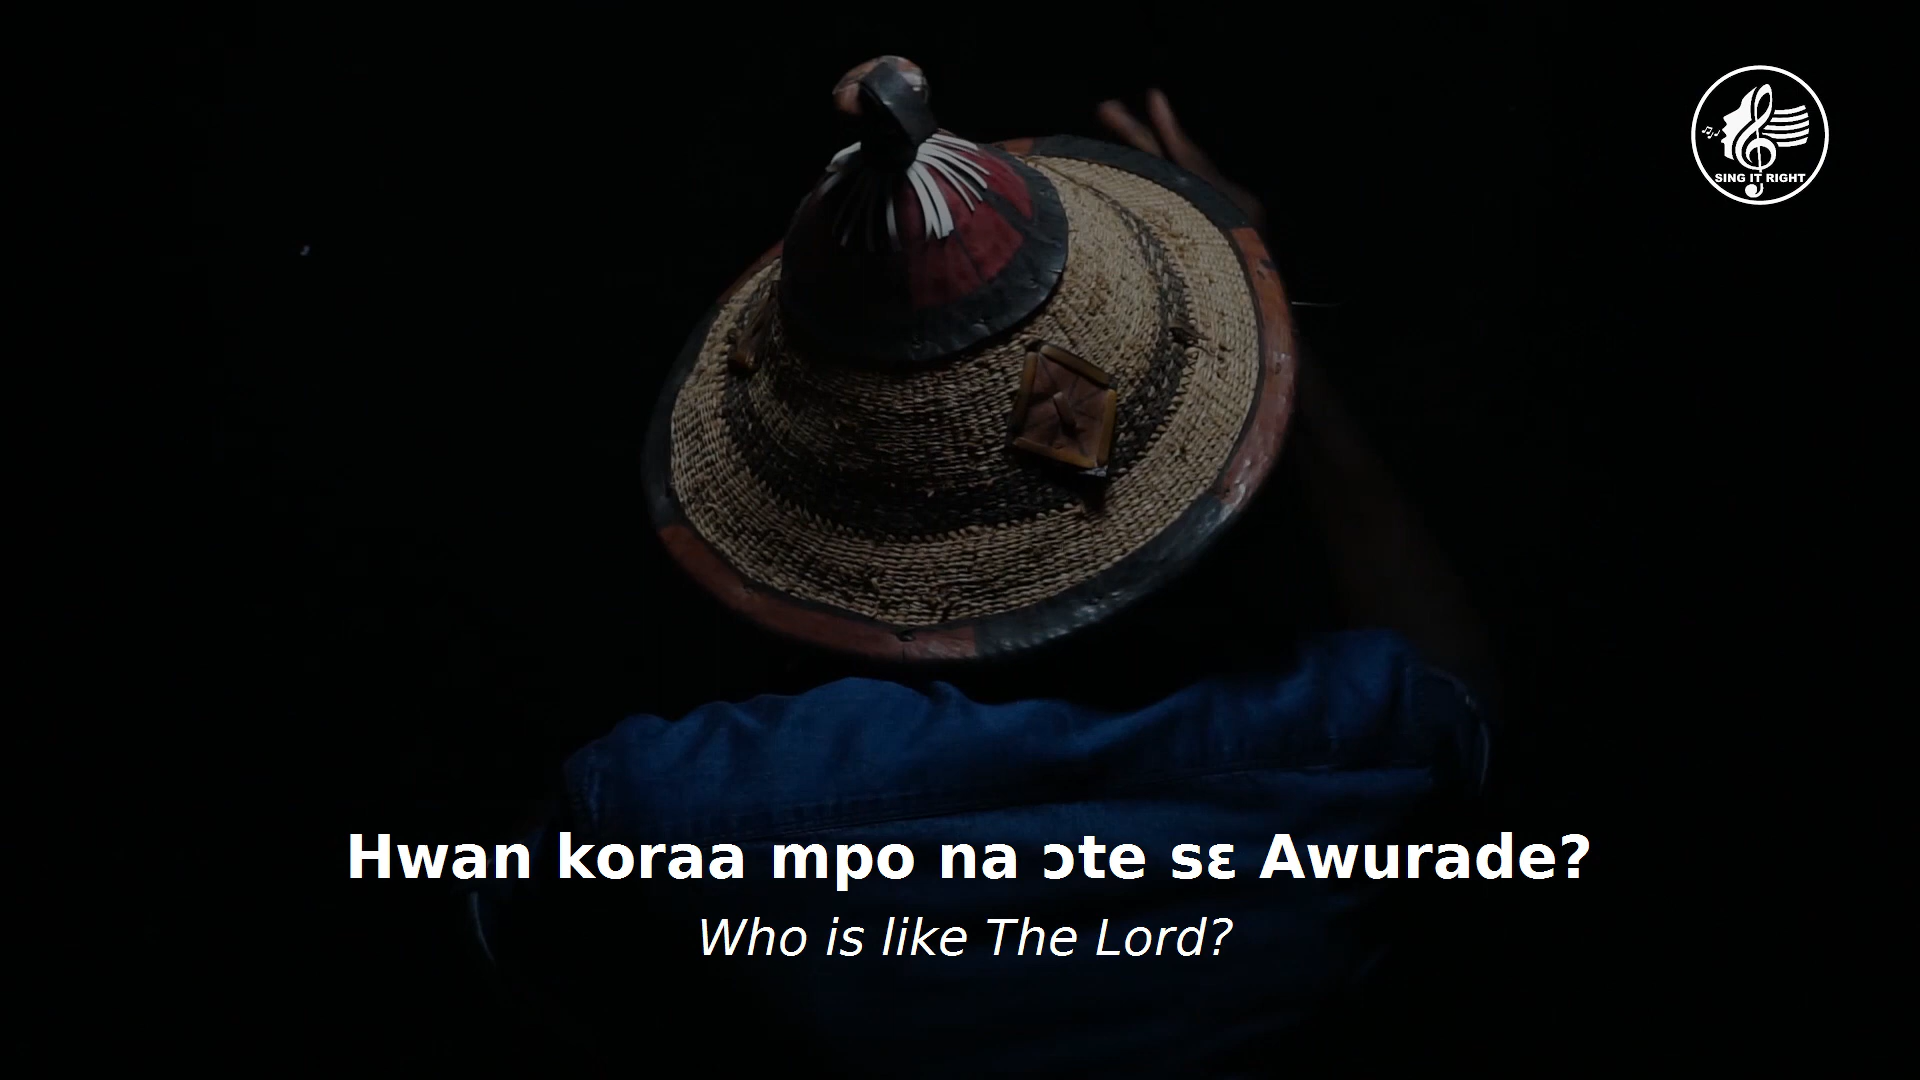 SING IT RIGHT
Hwan koraa mpo na ɔte sɛ Awurade?
Who is like The Lord?